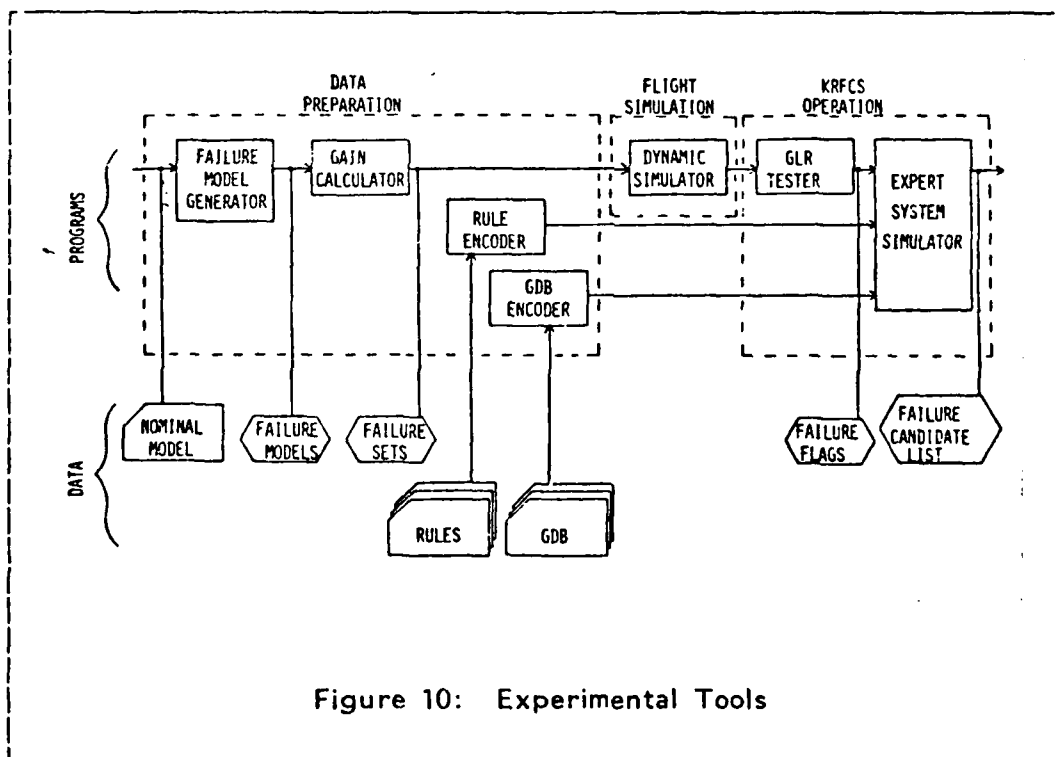 DATA
PREPARATION
FLIGHT
SIMULATION
KRFCS
OPERATION
PROGRAMS
FAILURE
MODEL
GENERATOR
GAIN
CALCULATOR
DYNAMIC
SIMULATOR
GLR
TESTER
EXPERT
SYSTEM
SIMULATOR
RULE
ENCODER
GDB
ENCODER
DATA
NOMINAL
MODEL
FAILURE
MODELS
FAILURE
SETS
FAILURE
FLAGS
FAILURE
CANDIDATE
LIST
RULES
GDB
Figure 10: Experimental Tools